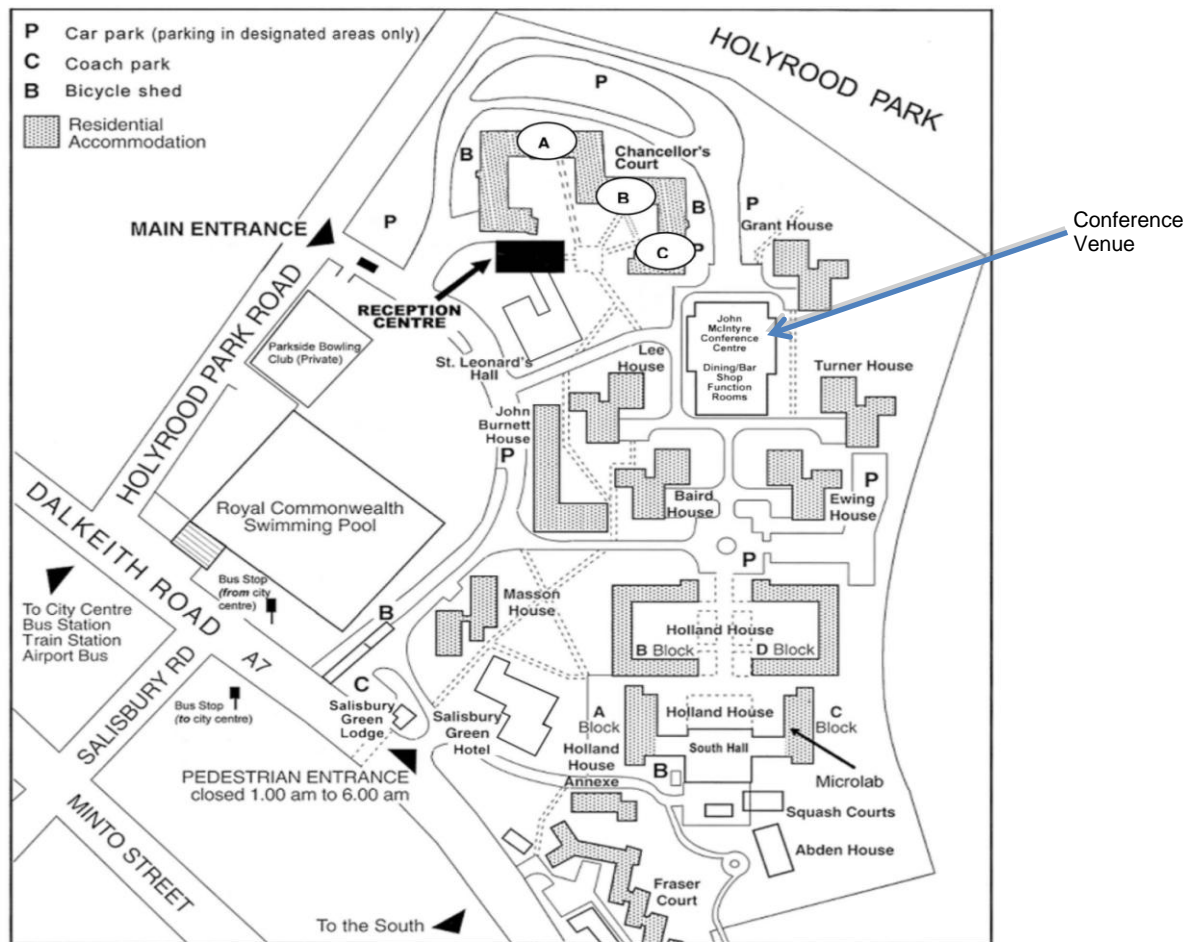 P Car park (parking in designated areas only)
C Coach park
B Bicycle shed
Residential
Accommodation
HOLYROOD PARK
P
A
B
Chancellor's
Court
B
B
P
P
C
P
Grant House
Conference
Venue
MAIN ENTRANCE
HOLYROOD PARK ROAD
RECEPTION
CENTRE
Parkside Bowling
Club (Private)
St. Leonard's
Hall
John
McIntyre
Conference
Centre
Dining/Bar
Shop
Function
Rooms
Lee
House
Turner House
John
Burnett
House
P
Royal Commonwealth
Swimming Pool
Baird
House
Ewing
House
P
P
DALKEITH ROAD
A7
To City Centre
Bus Station
Train Station
Airport Bus
Bus Stop
(from city
centre)
B
Masson
House
Holland House
B Block
D Block
SALISBURY RD
Bus Stop
(to city centre)
C
Salisbury
Green
Lodge
Salisbury
Green
Hotel
A
Block
Holland House
C
Block
South Hall
Holland
House
Annexe
B
Microlab
PEDESTRIAN ENTRANCE
closed 1.00 am to 6.00 am
Squash Courts
Abden House
MINTO STREET
Fraser
Court
To the South